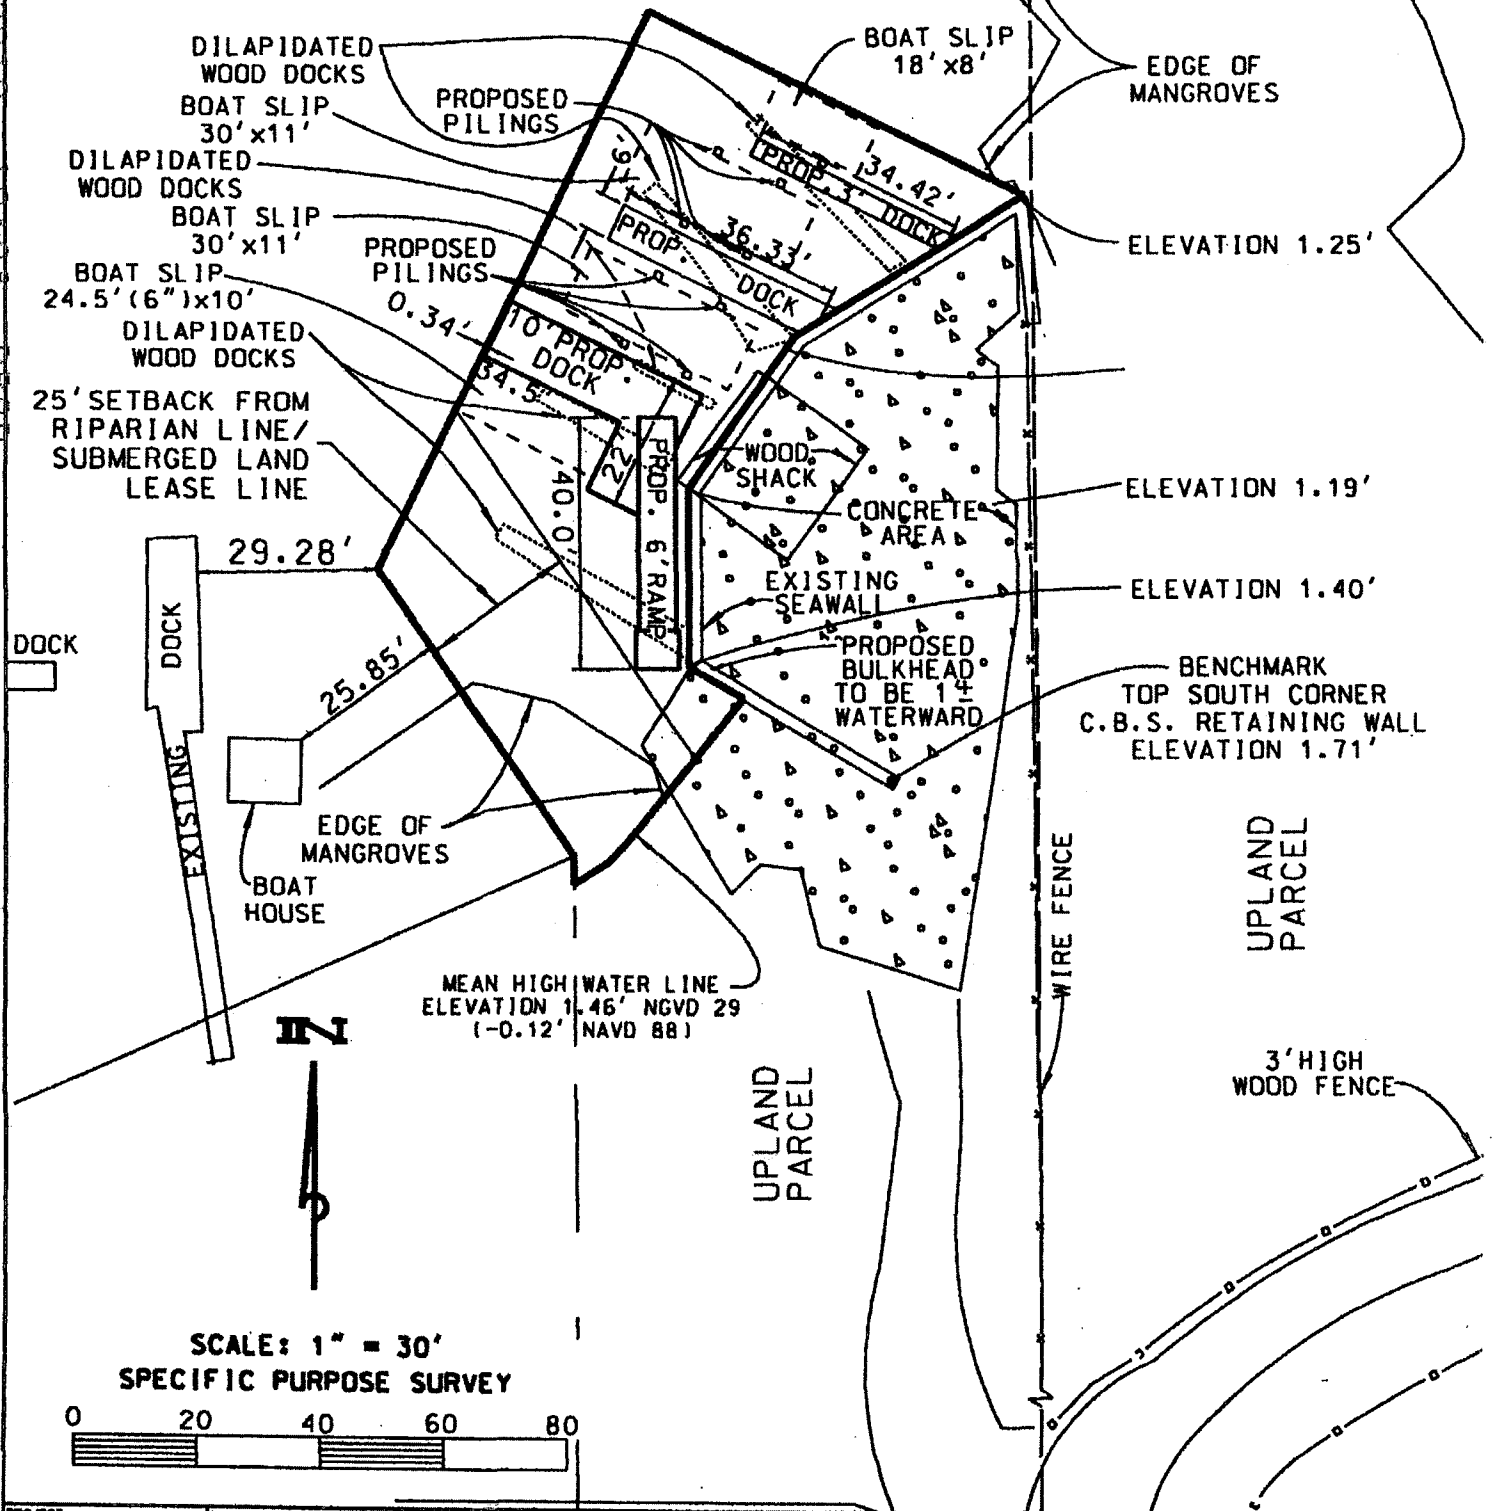 DILAPIDATED
WOOD DOCKS
BOAT SLIP
30'x11'
DILAPIDATED
WOOD DOCKS
BOAT SLIP
30'x11'
BOAT SLIP
24.5'(6")x10'
DILAPIDATED
WOOD DOCKS
25'SETBACK FROM
RIPARIAN LINE/
SUBMERGED LAND
LEASE LINE
PROPOSED
PILINGS
PROPOSED
PILINGS
BOAT SLIP
18'x8'
EDGE OF
MANGROVES
PROP. 3' DOCK
34.42'
PROP. DOCK
36.33'
0.34'
10'PROP.
DOCK
34.5'
22'
40.0'
PROP. 6'RAMP
WOOD
SHACK
CONCRETE
AREA
EXISTING
SEAWALL
PROPOSED
BULKHEAD
TO BE 1'±
WATERWARD
ELEVATION 1.25'
ELEVATION 1.19'
ELEVATION 1.40'
BENCHMARK
TOP SOUTH CORNER
C.B.S. RETAINING WALL
ELEVATION 1.71'
29.28'
25.85'
DOCK
DOCK
EXISTING
BOAT
HOUSE
EDGE OF
MANGROVES
MEAN HIGH WATER LINE
ELEVATION 1.46' NGVD 29
(-0.12' NAVD 88)
WIRE FENCE
UPLAND
PARCEL
UPLAND
PARCEL
3'HIGH
WOOD FENCE
N
SCALE: 1" = 30'
SPECIFIC PURPOSE SURVEY
0 20 40 60 80